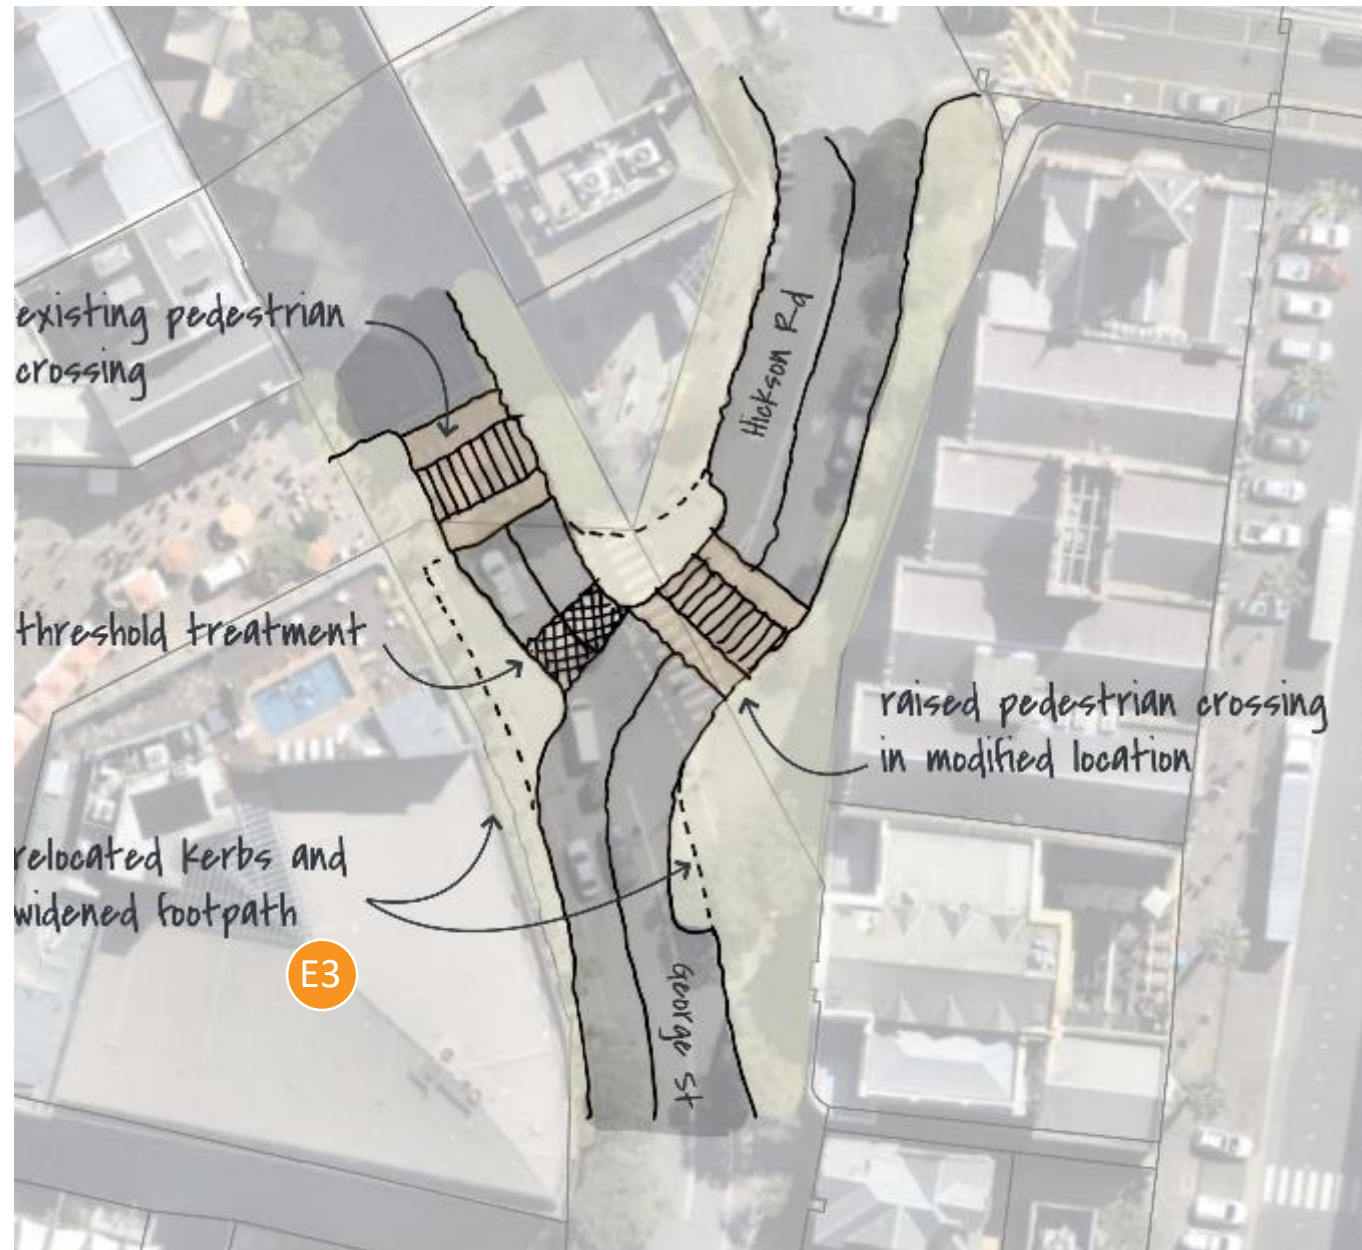 existing pedestrian
crossing
Hickson Rd
threshold treatment
raised pedestrian crossing
in modified location
relocated kerbs and
widened footpath
E3
George St